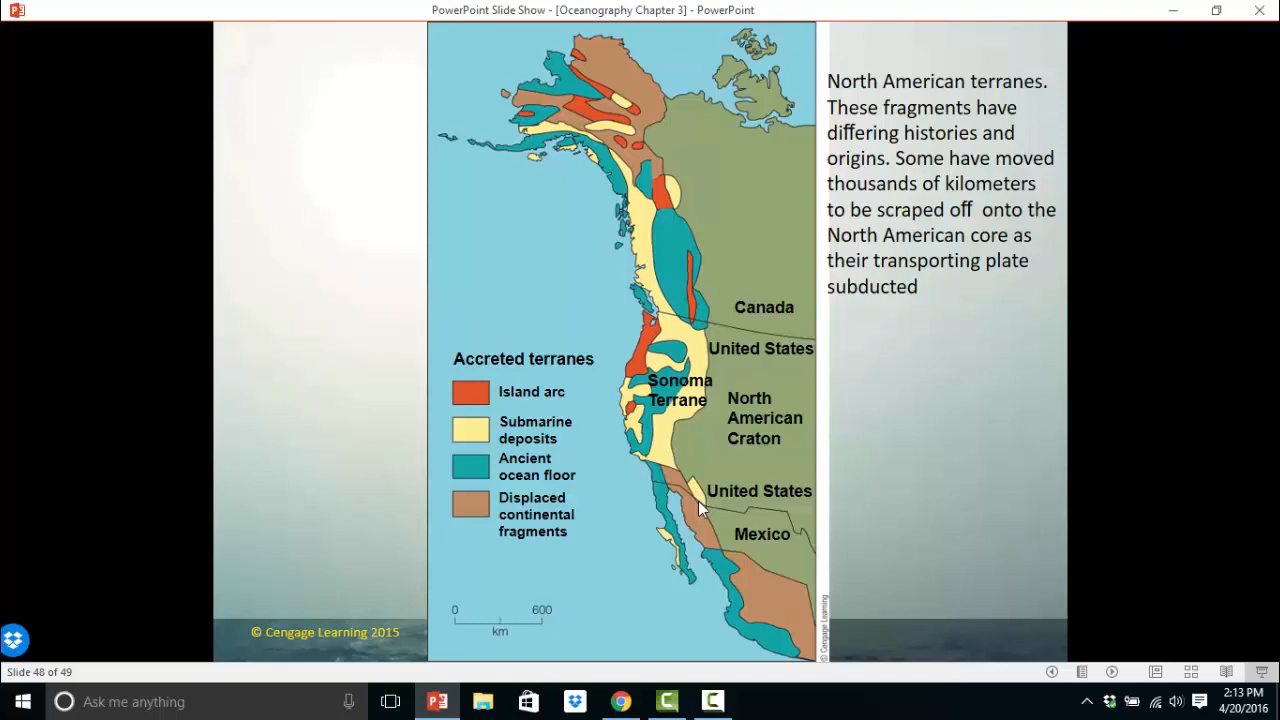 PowerPoint Slide Show - [Oceanography Chapter 3] - PowerPoint
North American terranes.
These fragments have
differing histories and
origins. Some have moved
thousands of kilometers
to be scraped off onto the
North American core as
their transporting plate
subducted
Canada
United States
Sonoma
Terrane
North
American
Craton
United States
Mexico
Accreted terranes
Island arc
Submarine
deposits
Ancient
ocean floor
Displaced
continental
fragments
0 600
km
© Cengage Learning
© Cengage Learning 2015
Slide 48 of 49
Ask me anything
2:13 PM
4/20/2016